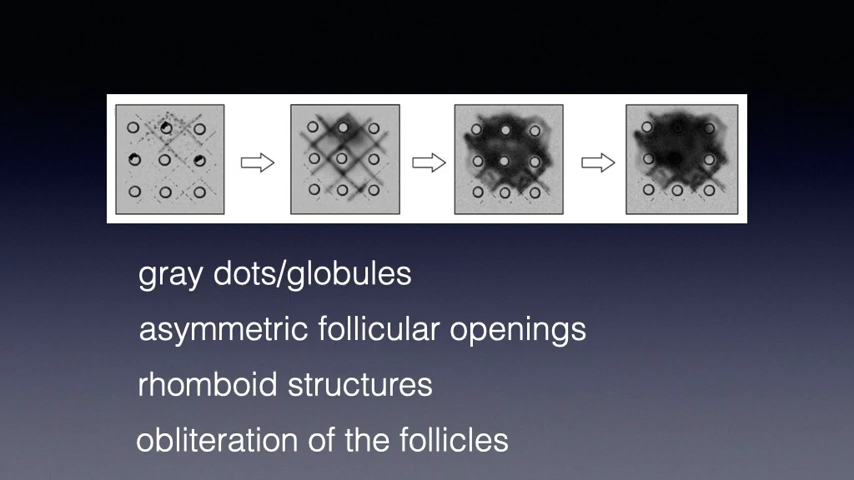 gray dots/globules
asymmetric follicular openings
rhomboid structures
obliteration of the follicles